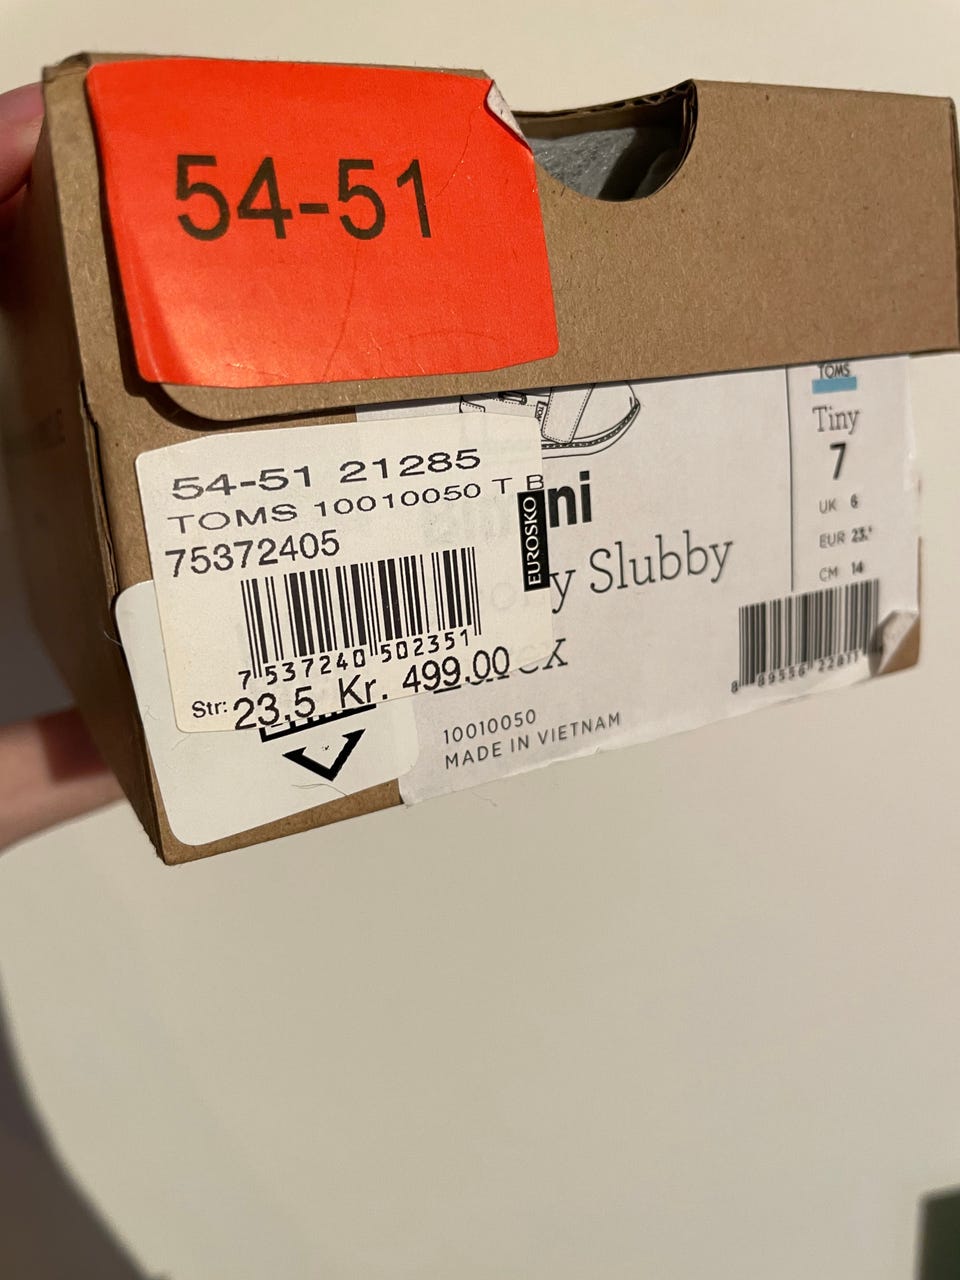 54-51
54-51 21285
TOMS 10010050 T B
75372405
EUROSKO
7 537240 502351
Str: 23,5 Kr. 499.00
ni
y Slubby
10010050
MADE IN VIETNAM
TOMS
Tiny
7
UK 6
EUR 23.
CM 14